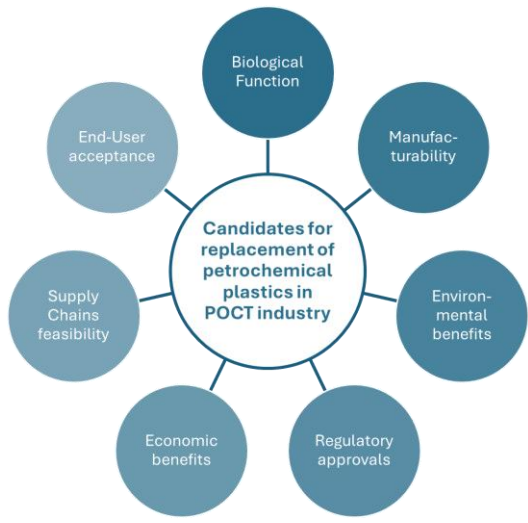 Biological
Function
End-User
acceptance
Manufac-
turability
Candidates for
replacement of
petrochemical
plastics in
POCT industry
Supply
Chains
feasibility
Environ-
mental
benefits
Economic
benefits
Regulatory
approvals